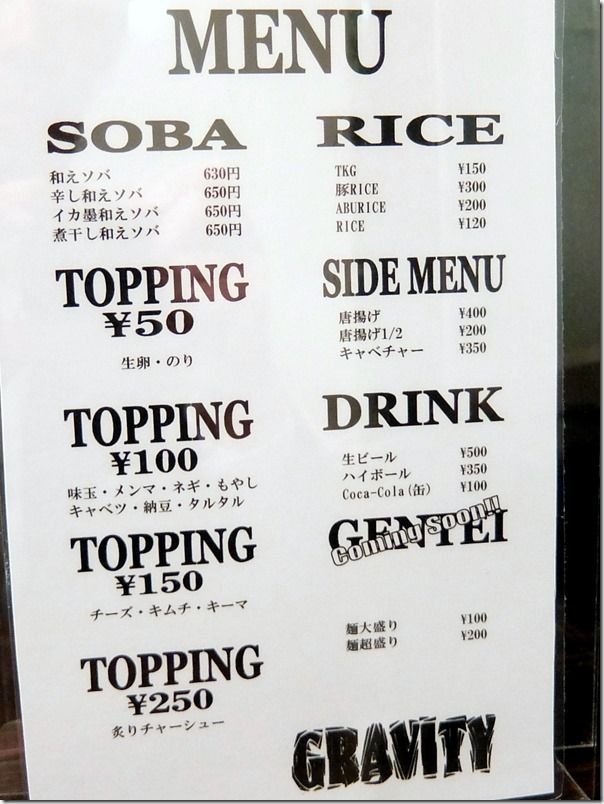 MENU
SOBA
和えソバ 630円
辛し和えソバ 650円
イカ墨和えソバ 650円
煮干し和えソバ 650円
TOPPING
¥50
生卵・のり
TOPPING
¥100
味玉・メンマ・ネギ・もやし
キャベツ・納豆・タルタル
TOPPING
¥150
チーズ・キムチ・キーマ
TOPPING
¥250
炙りチャーシュー
RICE
TKG ¥150
豚RICE ¥300
ABURICE ¥200
RICE ¥120
SIDE MENU
唐揚げ ¥400
唐揚げ1/2 ¥200
キャベチャー ¥350
DRINK
生ビール ¥500
ハイボール ¥350
Coca-Cola(缶) ¥100
GENTEI
Coming Soon!!
麺大盛り ¥100
麺超盛り ¥200
GRAVITY